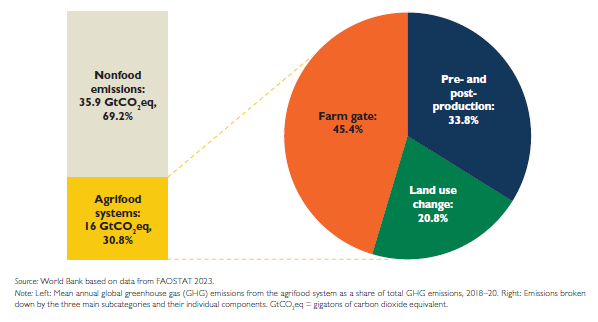 Nonfood
emissions:
35.9 GtCO2eq,
69.2%
Agrifood
systems:
16 GtCO2eq,
30.8%
Farm gate:
45.4%
Pre- and
post-
production:
33.8%
Land use
change:
20.8%
Source: World Bank based on data from FAOSTAT 2023.
Note: Left: Mean annual global greenhouse gas (GHG) emissions from the agrifood system as a share of total GHG emissions, 2018–20. Right: Emissions broken
down by the three main subcategories and their individual components. GtCO2eq = gigatons of carbon dioxide equivalent.